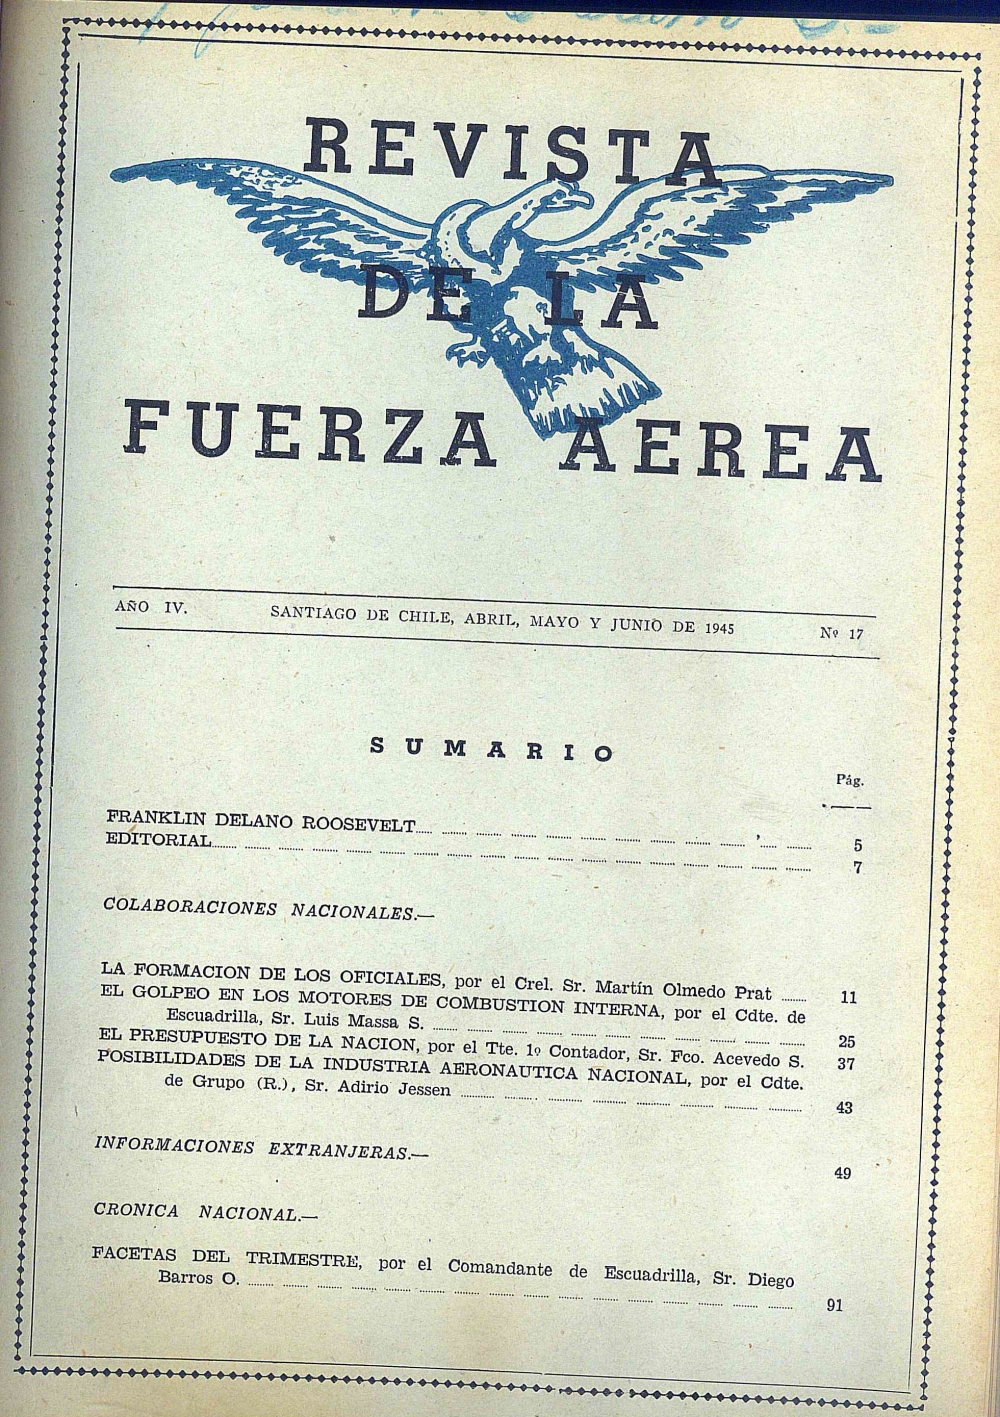 REVISTA
DE LA
FUERZA AEREA
AÑO IV. SANTIAGO DE CHILE, ABRIL, MAYO Y JUNIO DE 1945 Nº 17
SUMARIO
Pág.
FRANKLIN DELANO ROOSEVELT 5
EDITORIAL 7
COLABORACIONES NACIONALES.—
LA FORMACION DE LOS OFICIALES, por el Crel. Sr. Martín Olmedo Prat 11
EL GOLPEO EN LOS MOTORES DE COMBUSTION INTERNA, por el Cdte. de
Escuadrilla, Sr. Luis Massa S. 25
EL PRESUPUESTO DE LA NACION, por el Tte. 1º Contador, Sr. Fco. Acevedo S. 37
POSIBILIDADES DE LA INDUSTRIA AERONAUTICA NACIONAL, por el Cdte.
de Grupo (R.), Sr. Adirio Jessen 43
INFORMACIONES EXTRANJERAS.— 49
CRONICA NACIONAL.—
FACETAS DEL TRIMESTRE, por el Comandante de Escuadrilla, Sr. Diego
Barros O. 91